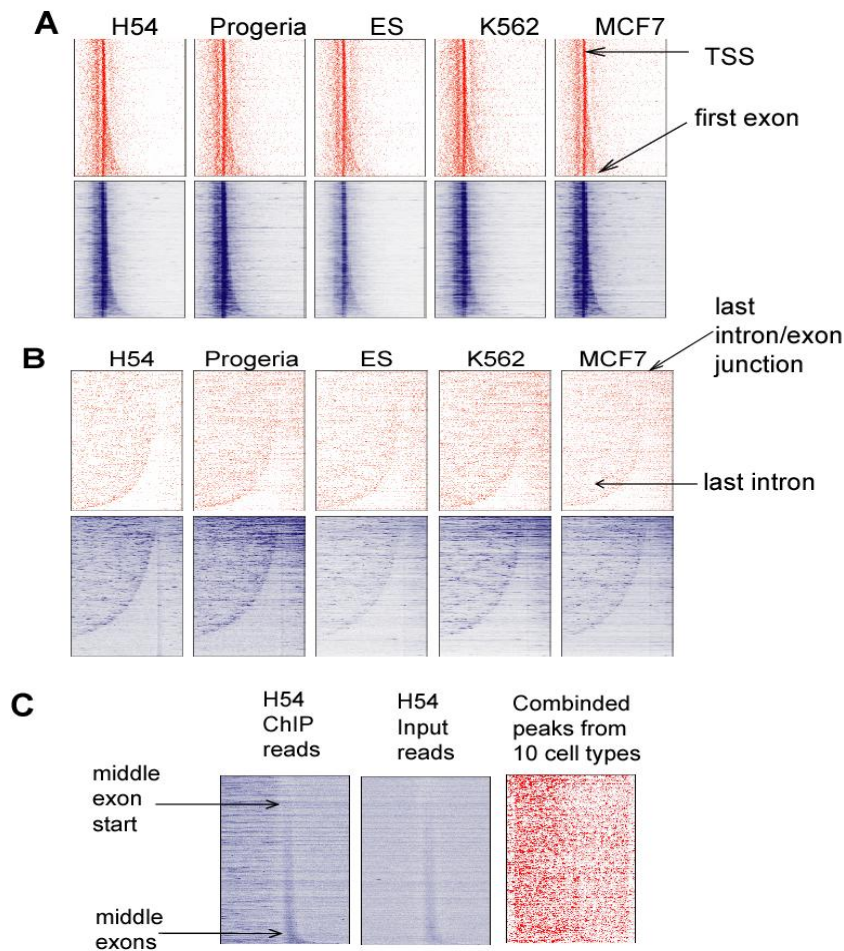 A
H54 Progeria ES K562 MCF7
TSS
first exon
last
intron/exon
junction
B
H54 Progeria ES K562 MCF7
last intron
C
H54
ChIP
reads
H54
Input
reads
Combinded
peaks from
10 cell types
middle
exon
start
middle
exons